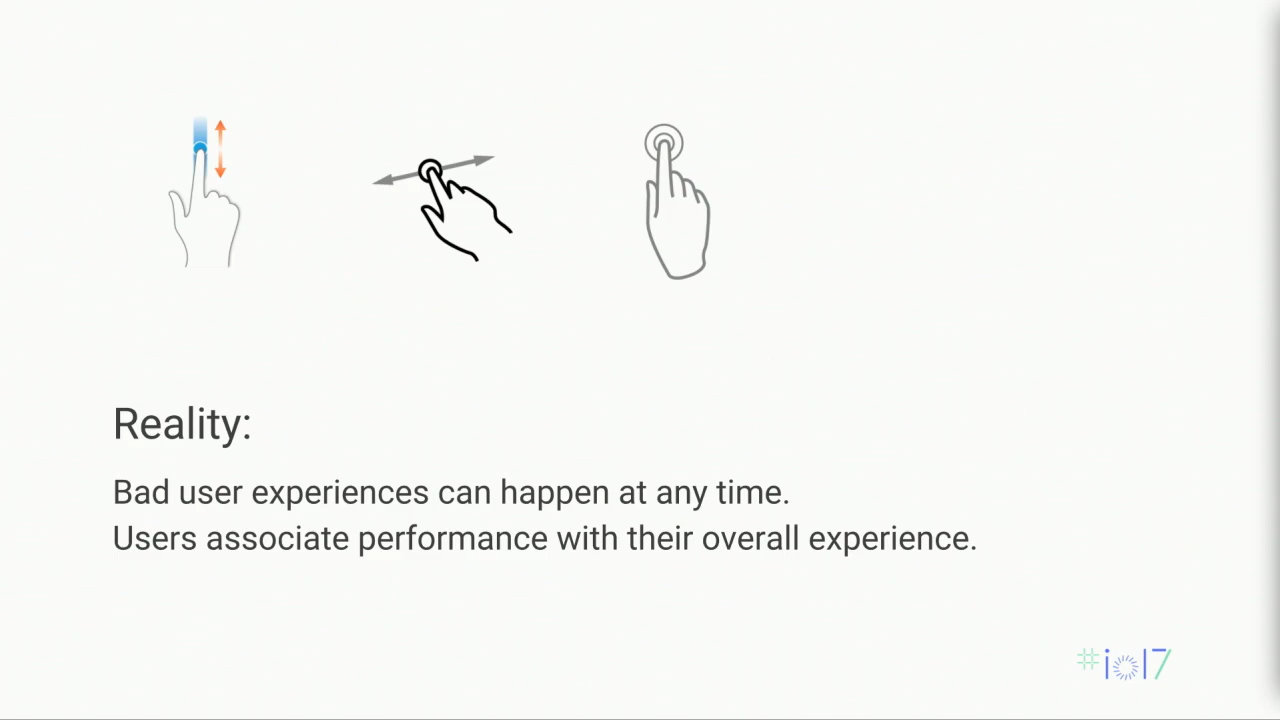 Reality:
Bad user experiences can happen at any time.
Users associate performance with their overall experience.
#io17